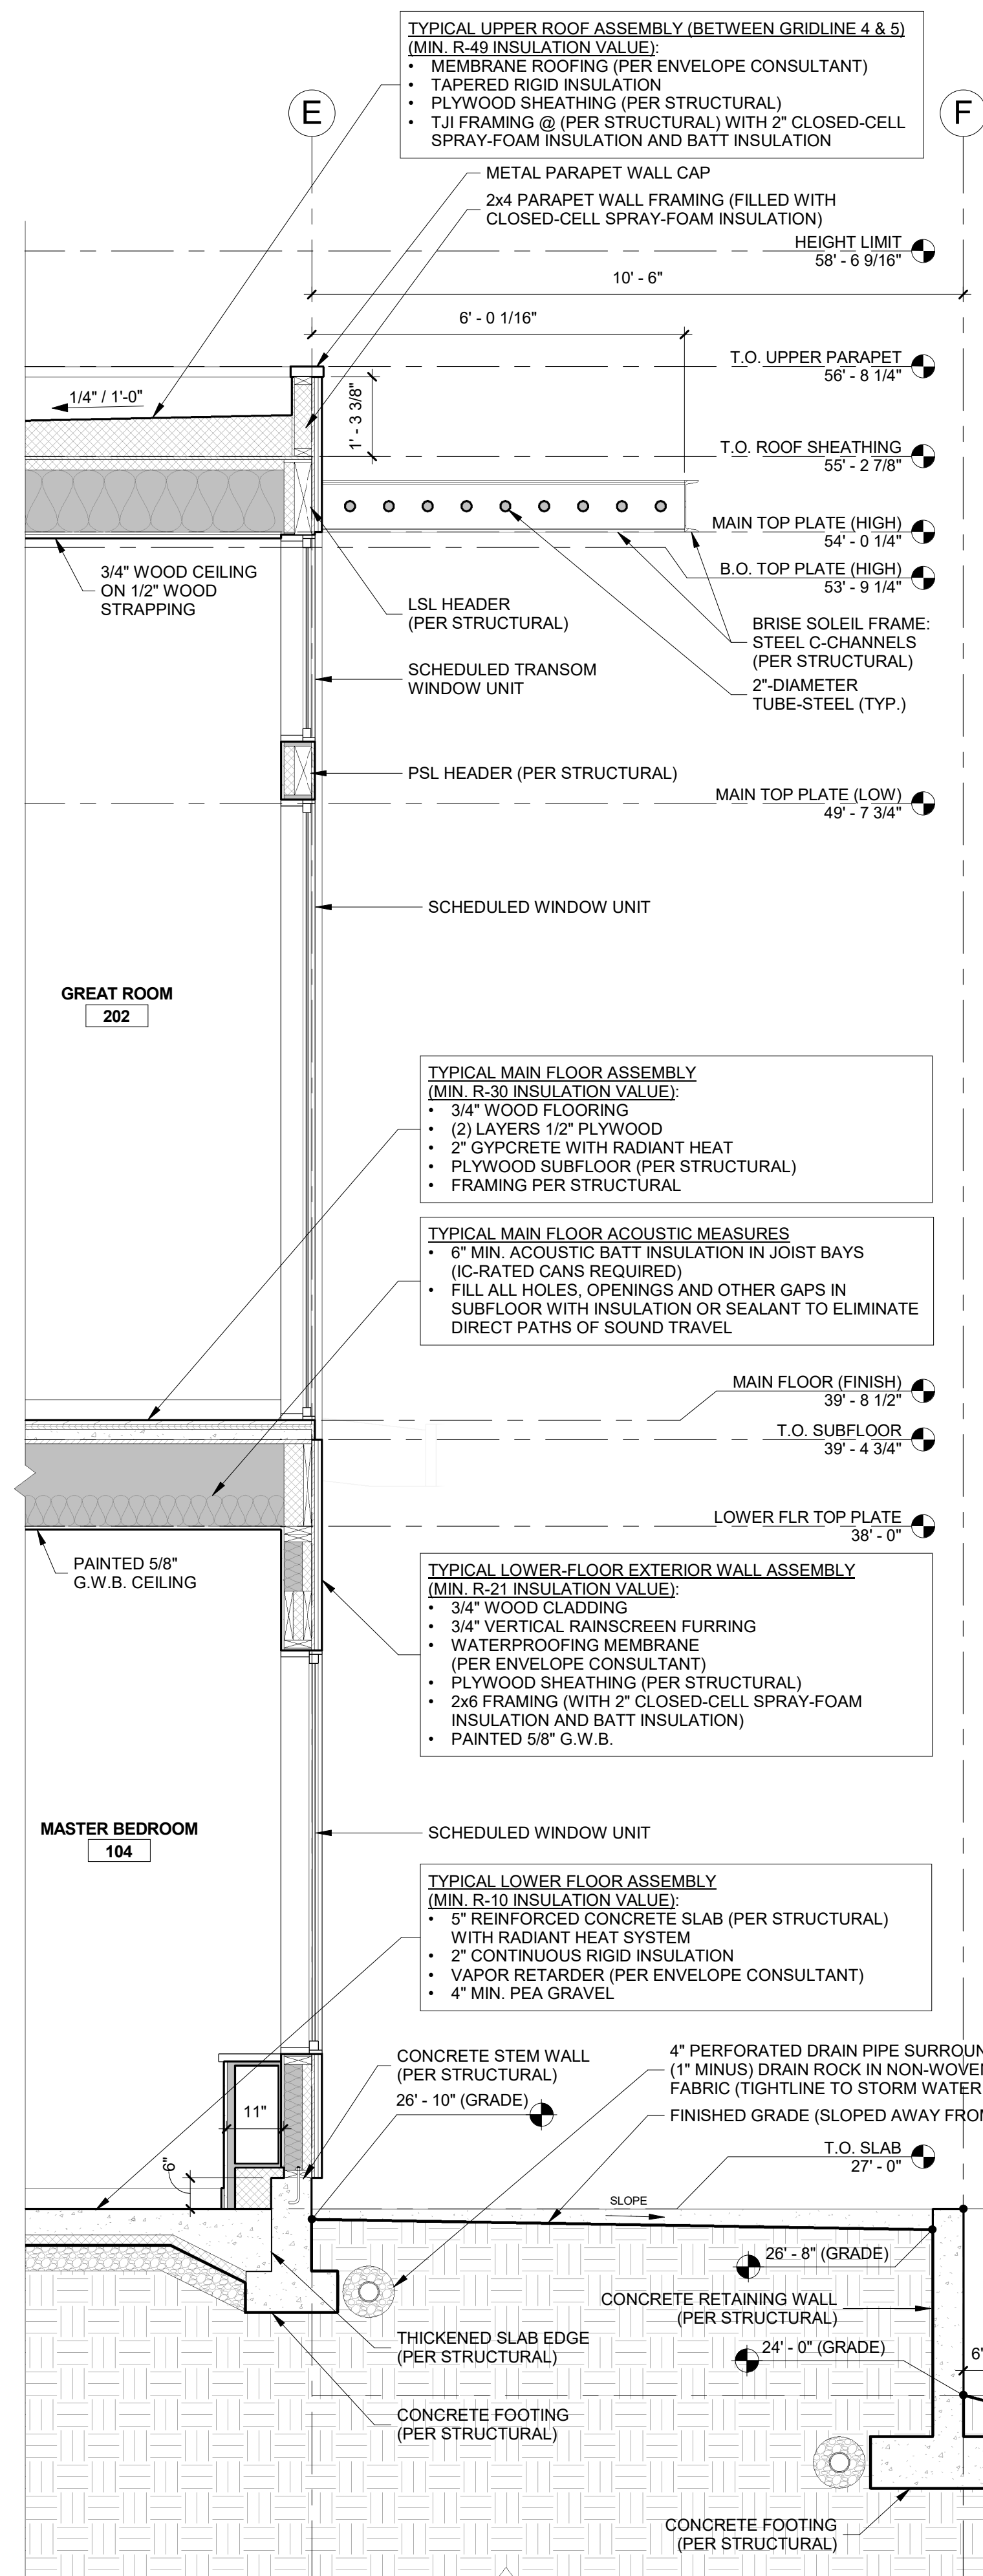 TYPICAL UPPER ROOF ASSEMBLY (BETWEEN GRIDLINE 4 & 5)
(MIN. R-49 INSULATION VALUE):
• MEMBRANE ROOFING (PER ENVELOPE CONSULTANT)
• TAPERED RIGID INSULATION
• PLYWOOD SHEATHING (PER STRUCTURAL)
• TJI FRAMING @ (PER STRUCTURAL) WITH 2" CLOSED-CELL
SPRAY-FOAM INSULATION AND BATT INSULATION
E
F
METAL PARAPET WALL CAP
2x4 PARAPET WALL FRAMING (FILLED WITH
CLOSED-CELL SPRAY-FOAM INSULATION)
HEIGHT LIMIT
58' - 6 9/16"
10' - 6"
6' - 0 1/16"
T.O. UPPER PARAPET
56' - 8 1/4"
1/4" / 1'-0"
1' - 3 3/8"
T.O. ROOF SHEATHING
55' - 2 7/8"
MAIN TOP PLATE (HIGH)
54' - 0 1/4"
B.O. TOP PLATE (HIGH)
53' - 9 1/4"
3/4" WOOD CEILING
ON 1/2" WOOD
STRAPPING
LSL HEADER
(PER STRUCTURAL)
BRISE SOLEIL FRAME:
STEEL C-CHANNELS
(PER STRUCTURAL)
SCHEDULED TRANSOM
WINDOW UNIT
2"-DIAMETER
TUBE-STEEL (TYP.)
PSL HEADER (PER STRUCTURAL)
MAIN TOP PLATE (LOW)
49' - 7 3/4"
SCHEDULED WINDOW UNIT
GREAT ROOM
202
TYPICAL MAIN FLOOR ASSEMBLY
(MIN. R-30 INSULATION VALUE):
• 3/4" WOOD FLOORING
• (2) LAYERS 1/2" PLYWOOD
• 2" GYPCRETE WITH RADIANT HEAT
• PLYWOOD SUBFLOOR (PER STRUCTURAL)
• FRAMING PER STRUCTURAL
TYPICAL MAIN FLOOR ACOUSTIC MEASURES
• 6" MIN. ACOUSTIC BATT INSULATION IN JOIST BAYS
(IC-RATED CANS REQUIRED)
• FILL ALL HOLES, OPENINGS AND OTHER GAPS IN
SUBFLOOR WITH INSULATION OR SEALANT TO ELIMINATE
DIRECT PATHS OF SOUND TRAVEL
MAIN FLOOR (FINISH)
39' - 8 1/2"
T.O. SUBFLOOR
39' - 4 3/4"
LOWER FLR TOP PLATE
38' - 0"
PAINTED 5/8"
G.W.B. CEILING
TYPICAL LOWER-FLOOR EXTERIOR WALL ASSEMBLY
(MIN. R-21 INSULATION VALUE):
• 3/4" WOOD CLADDING
• 3/4" VERTICAL RAINSCREEN FURRING
• WATERPROOFING MEMBRANE
(PER ENVELOPE CONSULTANT)
• PLYWOOD SHEATHING (PER STRUCTURAL)
• 2x6 FRAMING (WITH 2" CLOSED-CELL SPRAY-FOAM
INSULATION AND BATT INSULATION)
• PAINTED 5/8" G.W.B.
MASTER BEDROOM
104
SCHEDULED WINDOW UNIT
TYPICAL LOWER FLOOR ASSEMBLY
(MIN. R-10 INSULATION VALUE):
• 5" REINFORCED CONCRETE SLAB (PER STRUCTURAL)
WITH RADIANT HEAT SYSTEM
• 2" CONTINUOUS RIGID INSULATION
• VAPOR RETARDER (PER ENVELOPE CONSULTANT)
• 4" MIN. PEA GRAVEL
CONCRETE STEM WALL
(PER STRUCTURAL)
26' - 10" (GRADE)
4" PERFORATED DRAIN PIPE SURROUN
(1" MINUS) DRAIN ROCK IN NON-WOVEN
FABRIC (TIGHTLINE TO STORM WATER
FINISHED GRADE (SLOPED AWAY FROM
11"
6"
T.O. SLAB
27' - 0"
SLOPE
26' - 8" (GRADE)
CONCRETE RETAINING WALL
(PER STRUCTURAL)
24' - 0" (GRADE)
6'
THICKENED SLAB EDGE
(PER STRUCTURAL)
CONCRETE FOOTING
(PER STRUCTURAL)
CONCRETE FOOTING
(PER STRUCTURAL)